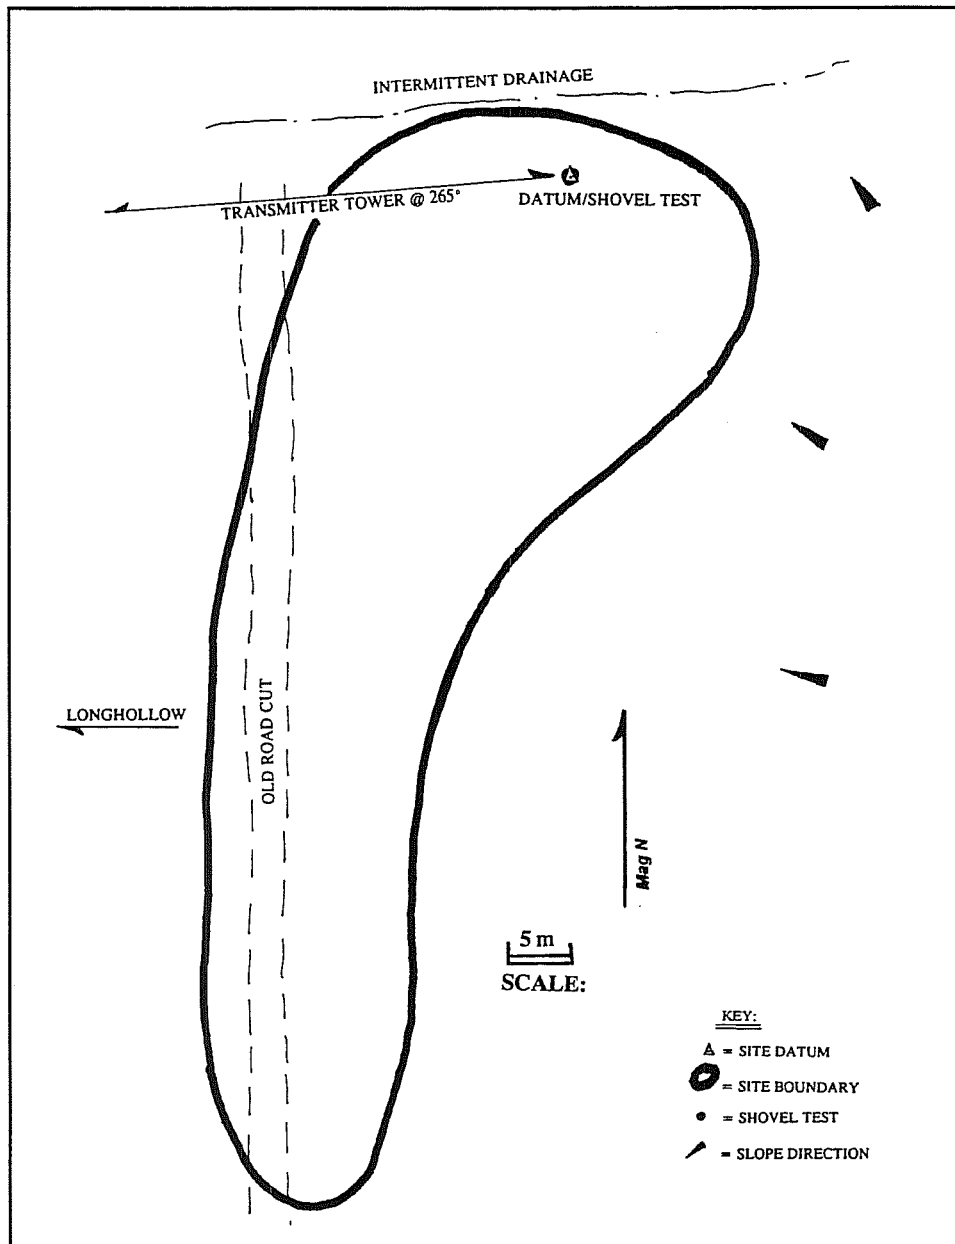 INTERMITTENT DRAINAGE
TRANSMITTER TOWER @ 265°
DATUM/SHOVEL TEST
LONGHOLLOW
OLD ROAD CUT
Mag N
5 m
SCALE:
KEY:
= SITE DATUM
= SITE BOUNDARY
= SHOVEL TEST
= SLOPE DIRECTION